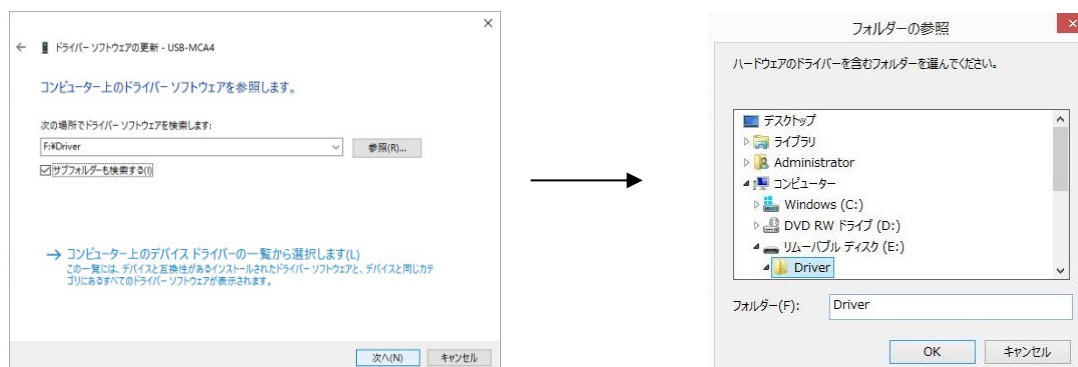 ドライバー ソフトウェアの更新 - USB-MCA4
コンピューター上のドライバー ソフトウェアを参照します。
次の場所でドライバー ソフトウェアを検索します:
F:¥Driver
参照(R)...
サブフォルダーも検索する(I)
コンピューター上のデバイス ドライバーの一覧から選択します(L)
この一覧には、デバイスと互換性があるインストールされたドライバー ソフトウェアと、デバイスと同じカテ
ゴリにあるすべてのドライバー ソフトウェアが表示されます。
次へ(N)
キャンセル
フォルダーの参照
ハードウェアのドライバーを含むフォルダーを選んでください。
デスクトップ
ライブラリ
Administrator
コンピューター
Windows (C:)
DVD RW ドライブ (D:)
リムーバブル ディスク (E:)
Driver
フォルダー(F):
Driver
OK
キャンセル